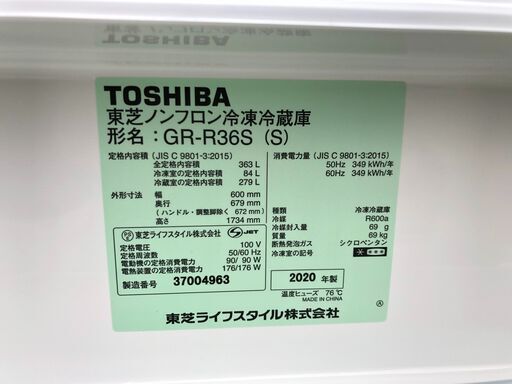 TOSHIBA
東芝ノンフロン冷凍冷蔵庫
形名：GR-R36S (S)
定格内容積（JIS C 9801-3:2015）
全定格内容積 363 L
冷凍室の定格内容積 84 L
冷蔵室の定格内容積 279 L
外形寸法 幅 600 mm
奥行 679 mm
（ハンドル・調整脚除く 672 mm）
高さ 1734 mm
東芝ライフスタイル株式会社 JET
定格電圧 100 V
定格周波数 50/60 Hz
電動機の定格消費電力 90/ 90 W
電熱装置の定格消費電力 176/176 W
製造番号 37004963
消費電力量（JIS C 9801-3:2015）
50Hz 349 kWh/年
60Hz 349 kWh/年
種類 冷凍冷蔵庫
冷媒 R600a
冷媒封入量 69 g
質量 69 kg
断熱発泡ガス シクロペンタン
冷凍室の記号
2020 年製
温度ヒューズ 76℃
MADE IN CHINA
Ⓐ
東芝ライフスタイル株式会社